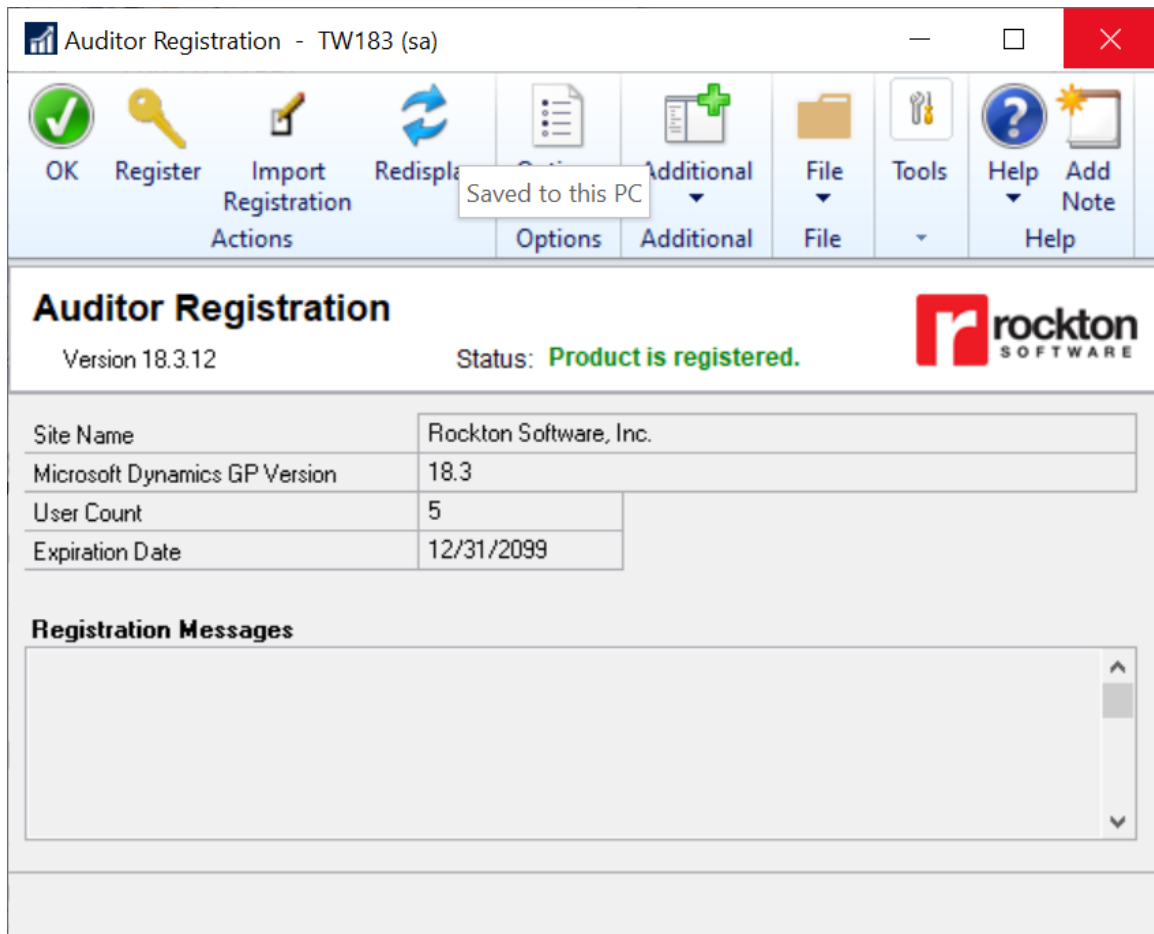 Auditor Registration - TW183 (sa)
OK
Register
Import
Registration
Additional
File
Tools
Help
Add
Note
Saved to this PC
Actions
Options
Additional
File
Help
Auditor Registration
Version 18.3.12
Status: Product is registered.
rockton
SOFTWARE
Site Name
Rockton Software, Inc.
Microsoft Dynamics GP Version
18.3
User Count
5
Expiration Date
12/31/2099
Registration Messages